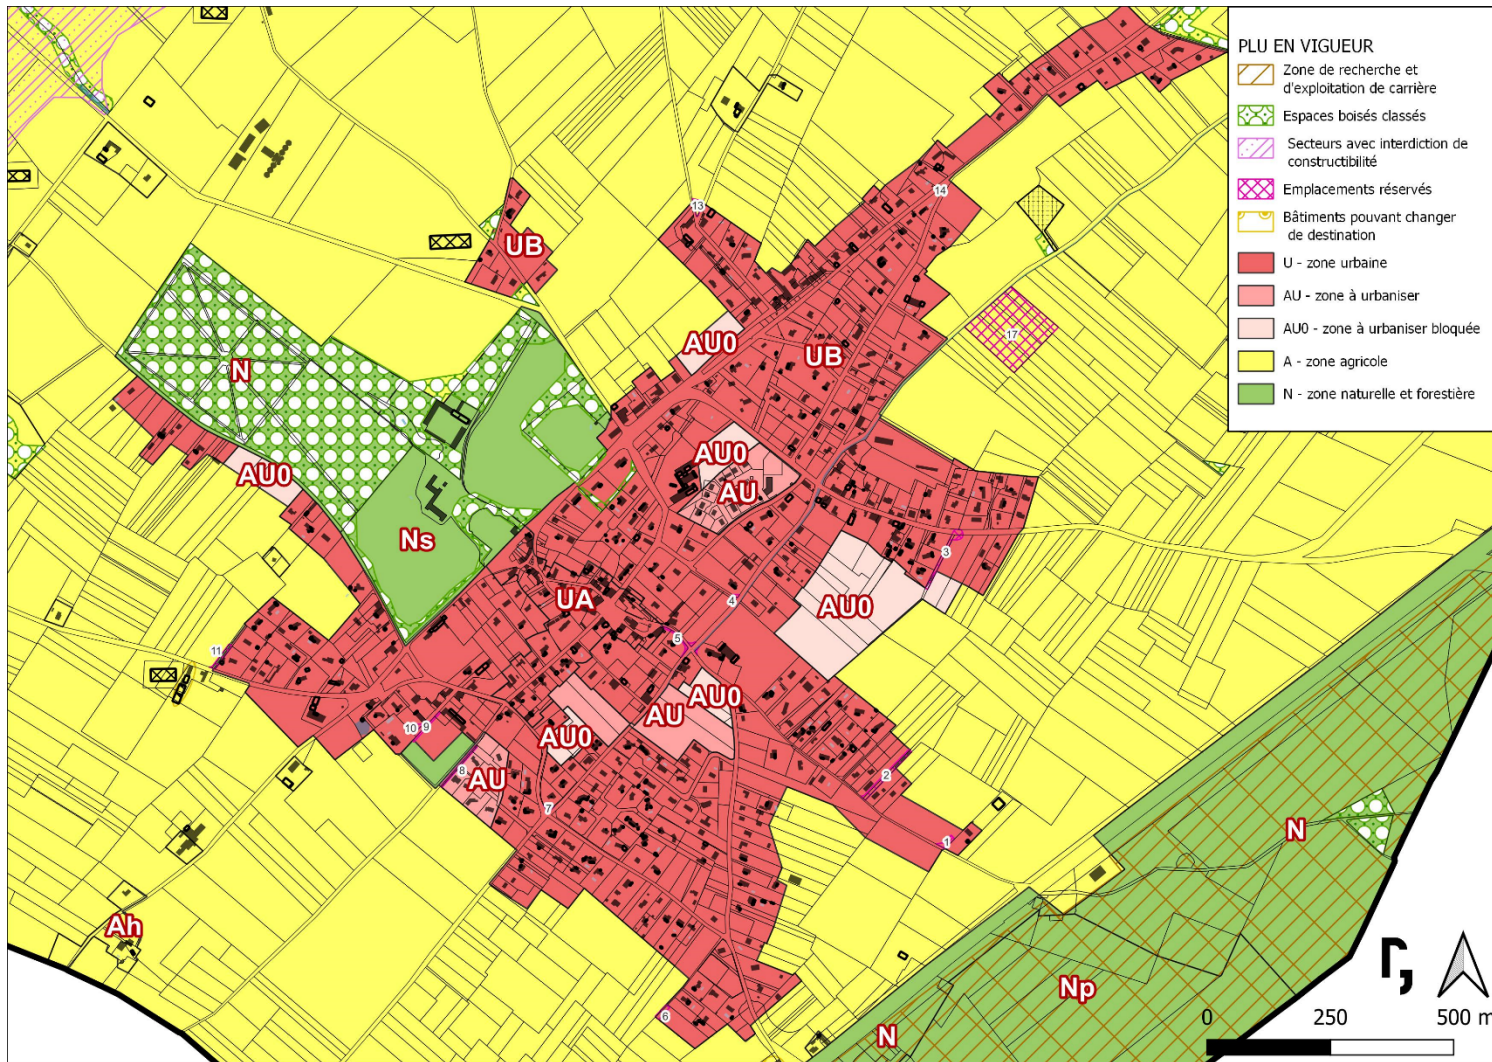 PLU EN VIGUEUR
Zone de recherche et
d'exploitation de carrière
Espaces boisés classés
Secteurs avec interdiction de
constructibilité
Emplacements réservés
Bâtiments pouvant changer
de destination
U - zone urbaine
AU - zone à urbaniser
AU0 - zone à urbaniser bloquée
A - zone agricole
N - zone naturelle et forestière
13
14
UB
17
AU0
UB
N
AU0
AU0
AU
Ns
3
UA
4
AU0
5
11
AU0
AU
10
9
AU0
8
AU
2
7
1
N
Ah
Np
6
N
0
250
500 m